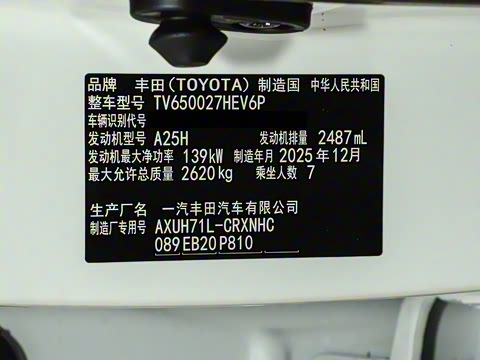 品牌 丰田(TOYOTA) 制造国 中华人民共和国
整车型号 TV650027HEV6P
车辆识别代号
发动机型号 A25H 发动机排量 2487mL
发动机最大净功率 139kW 制造年月 2025年12月
最大允许总质量 2620kg 乘坐人数 7
生产厂名 一汽丰田汽车有限公司
制造厂专用号 AXUH71L-CRXNHC
089 EB20 P810